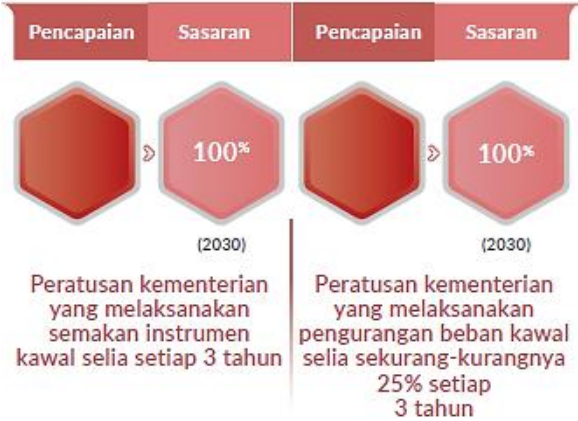 Pencapaian Sasaran Pencapaian Sasaran
100%
(2030)
Peratusan kementerian
yang melaksanakan
semakan instrumen
kawal selia setiap 3 tahun
100%
(2030)
Peratusan kementerian
yang melaksanakan
pengurangan beban kawal
selia sekurang-kurangnya
25% setiap
3 tahun